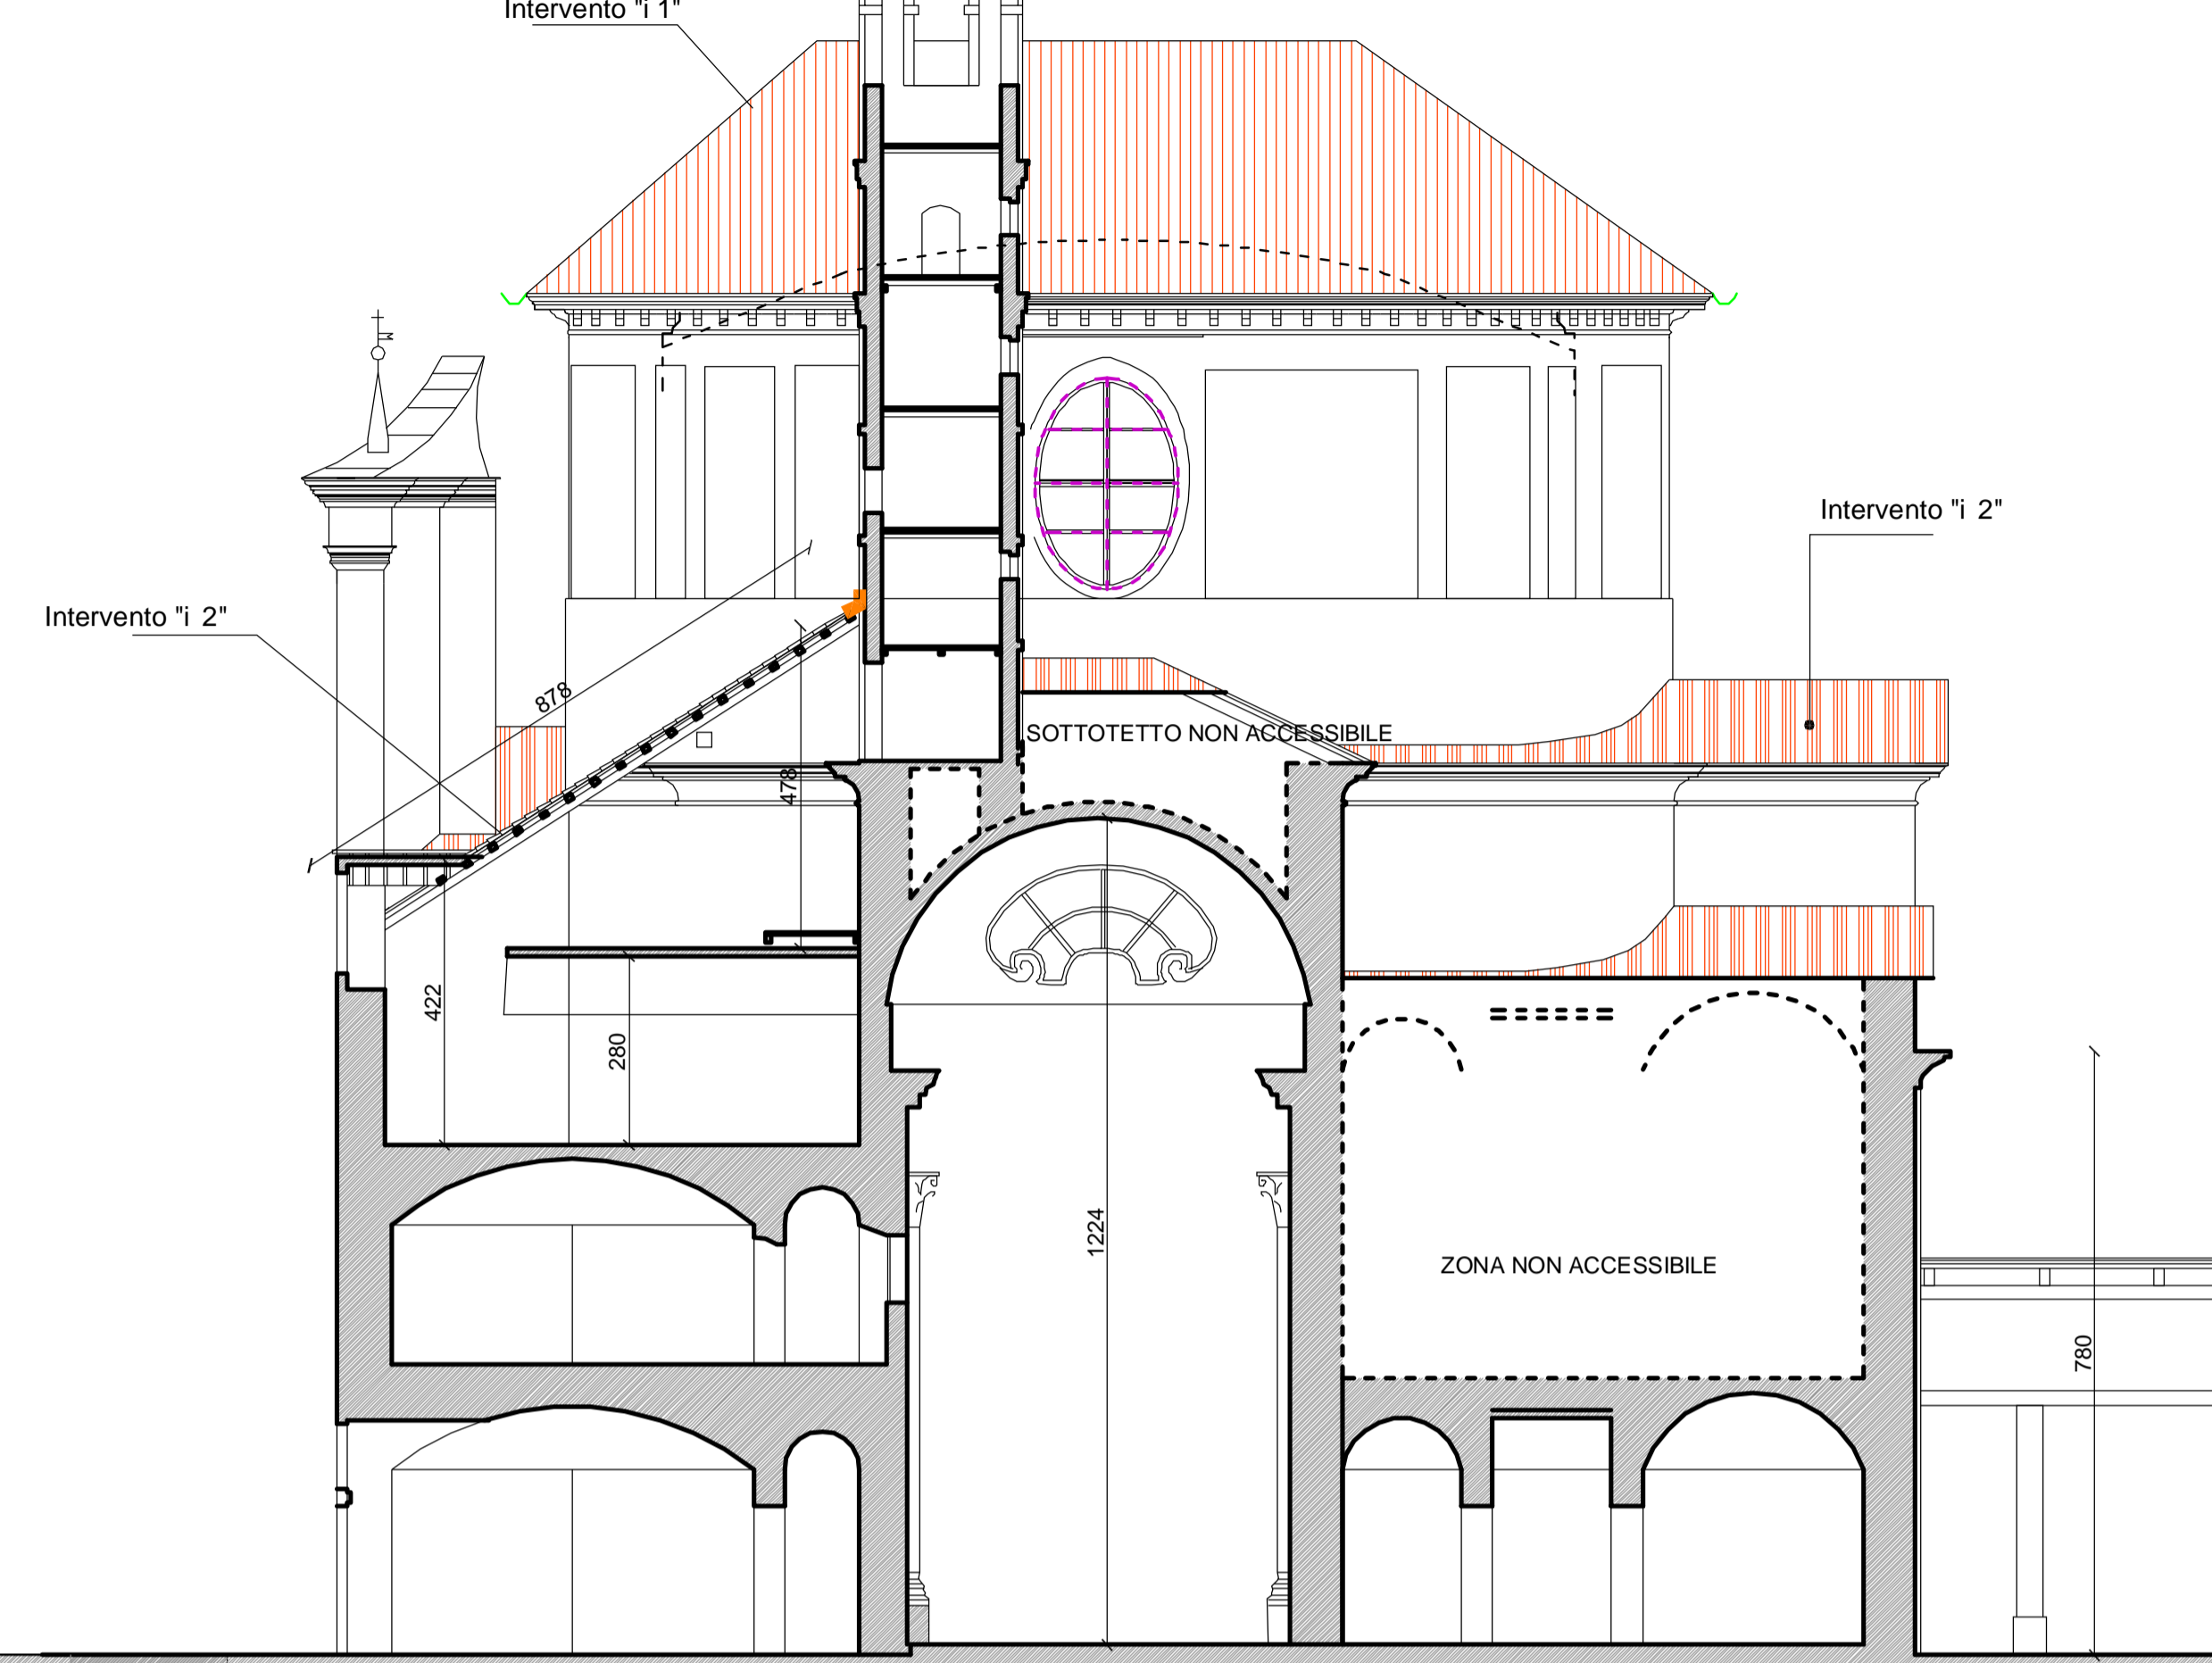 Intervento "i 1"
Intervento "i 2"
Intervento "i 2"
878
SOTTOTETTO NON ACCESSIBILE
478
422
280
1224
ZONA NON ACCESSIBILE
780